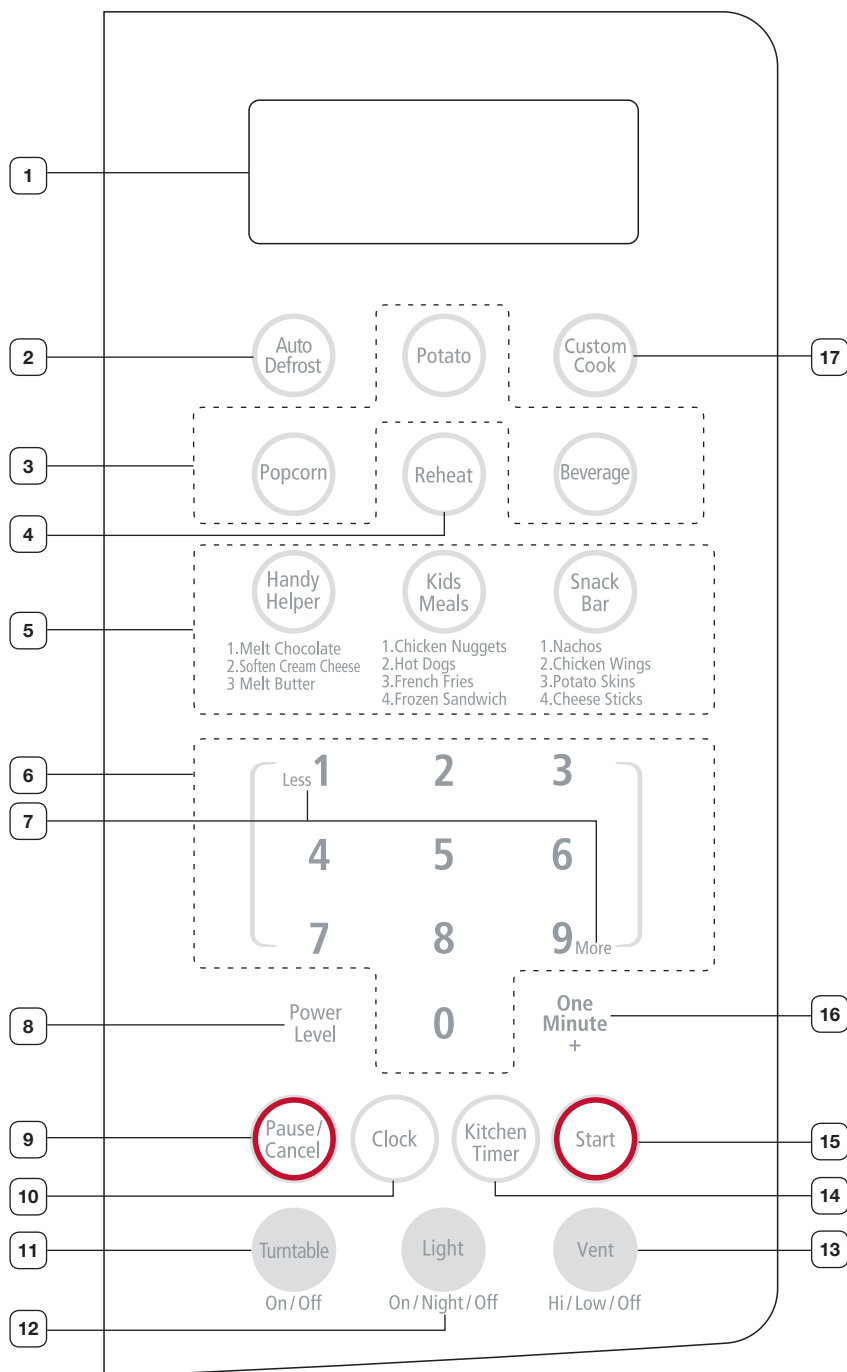 1
Auto
Defrost
Potato
Custom
Cook
2
17
3
Popcorn
Reheat
Beverage
4
Handy
Helper
Kids
Meals
Snack
Bar
5
1.Melt Chocolate
2.Soften Cream Cheese
3 Melt Butter
1.Chicken Nuggets
2.Hot Dogs
3.French Fries
4.Frozen Sandwich
1.Nachos
2.Chicken Wings
3.Potato Skins
4.Cheese Sticks
6
Less 1 2 3
7
4 5 6
7 8 9 More
8
Power
Level
0
One
Minute
+
16
9
Pause/
Cancel
Clock
Kitchen
Timer
Start
15
10
14
11
Turntable
Light
Vent
13
On/Off
On/Night/Off
Hi/Low/Off
12